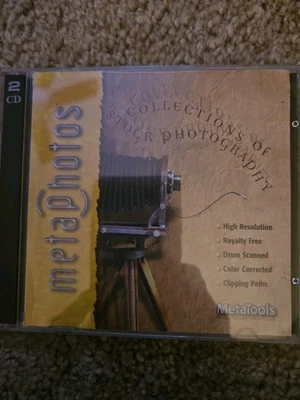 2
CD
metaphotos
COLLECTIONS OF
STOCK PHOTOGRAPHY
High Resolution
Royalty Free
Drum Scanned
Color Corrected
Clipping Paths
MetaTools